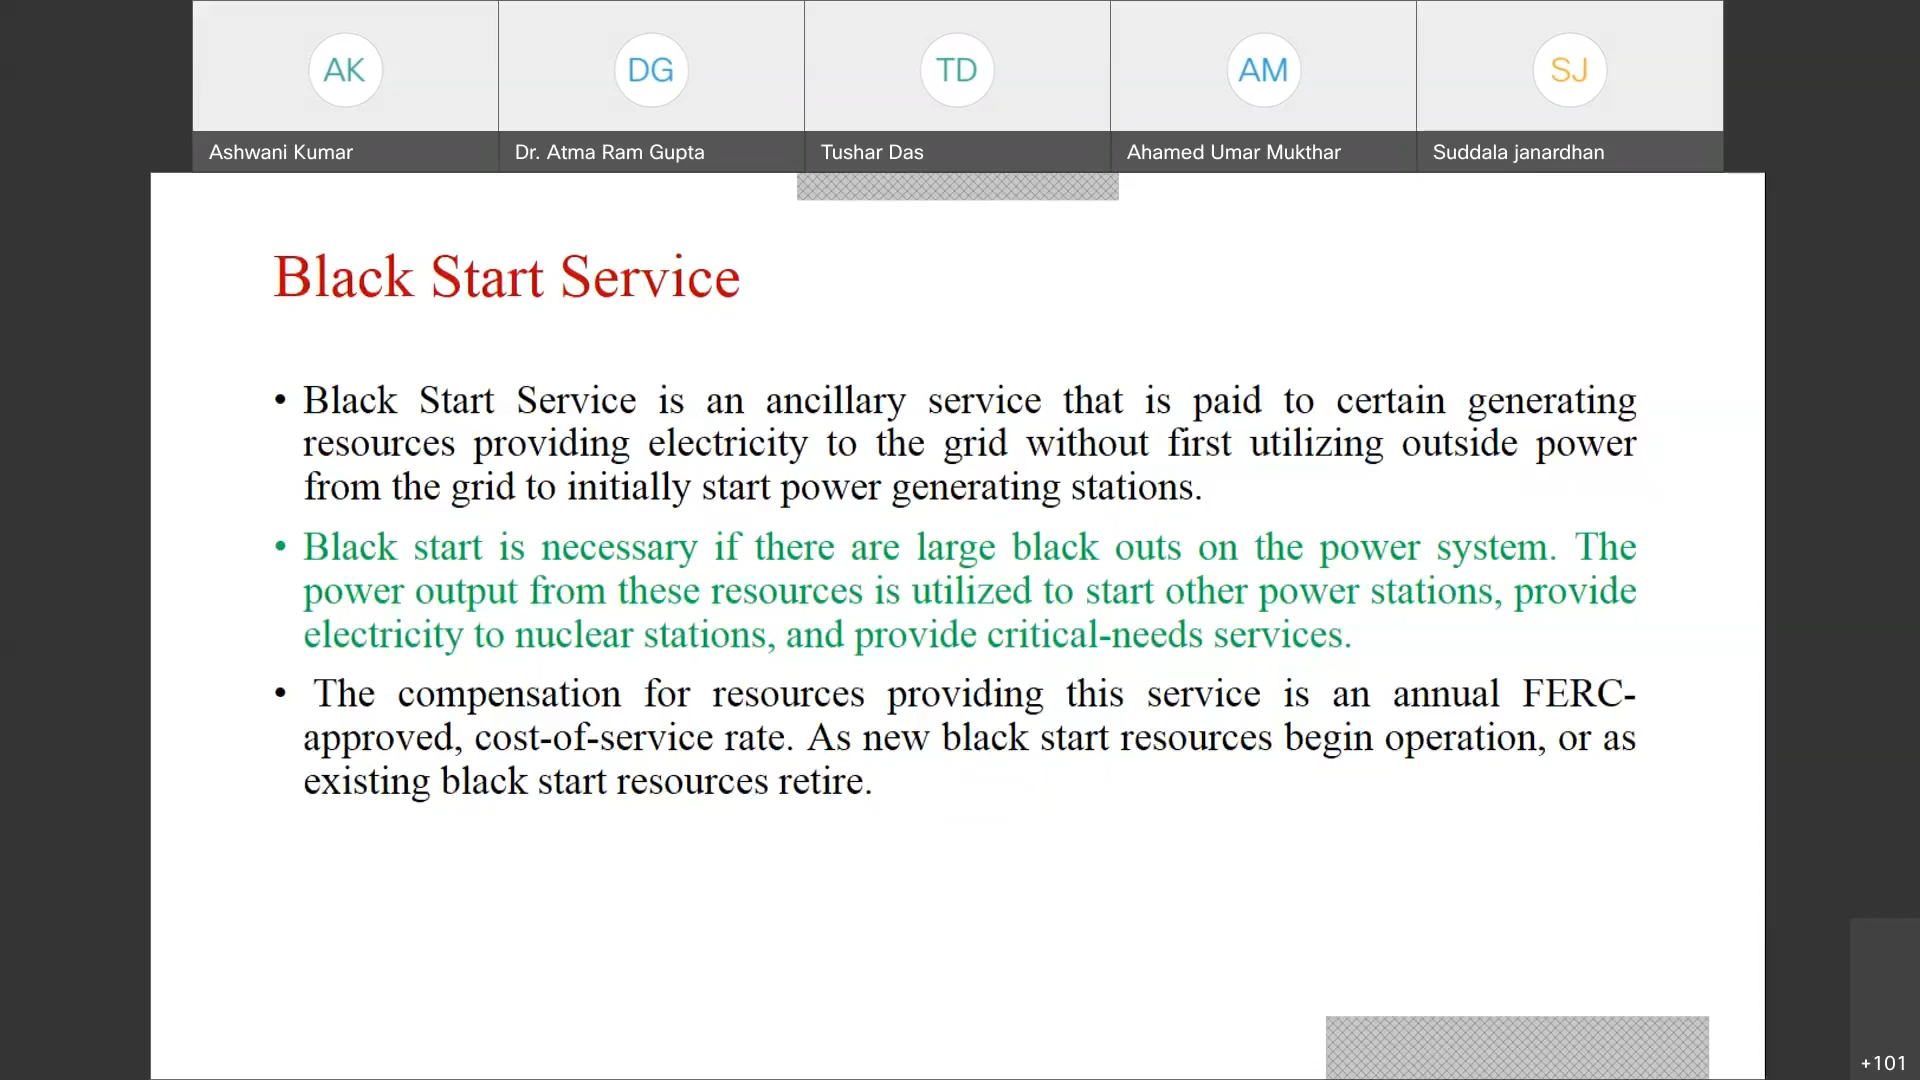 AK
DG
TD
AM
SJ
Ashwani Kumar
Dr. Atma Ram Gupta
Tushar Das
Ahamed Umar Mukthar
Suddala janardhan
Black Start Service
• Black Start Service is an ancillary service that is paid to certain generating
resources providing electricity to the grid without first utilizing outside power
from the grid to initially start power generating stations.
• Black start is necessary if there are large black outs on the power system. The
power output from these resources is utilized to start other power stations, provide
electricity to nuclear stations, and provide critical-needs services.
• The compensation for resources providing this service is an annual FERC-
approved, cost-of-service rate. As new black start resources begin operation, or as
existing black start resources retire.
+101